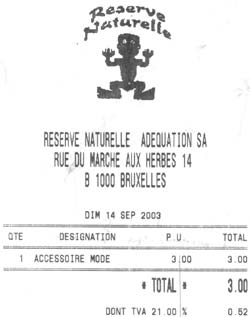 Reserve
Naturelle
RESERVE NATURELLE ADEQUATION SA
RUE DU MARCHE AUX HERBES 14
B 1000 BRUXELLES
DIM 14 SEP 2003
QTE DESIGNATION P.U. TOTAL
1 ACCESSOIRE MODE 3.00 3.00
* TOTAL * 3.00
DONT TVA 21.00 % 0.52